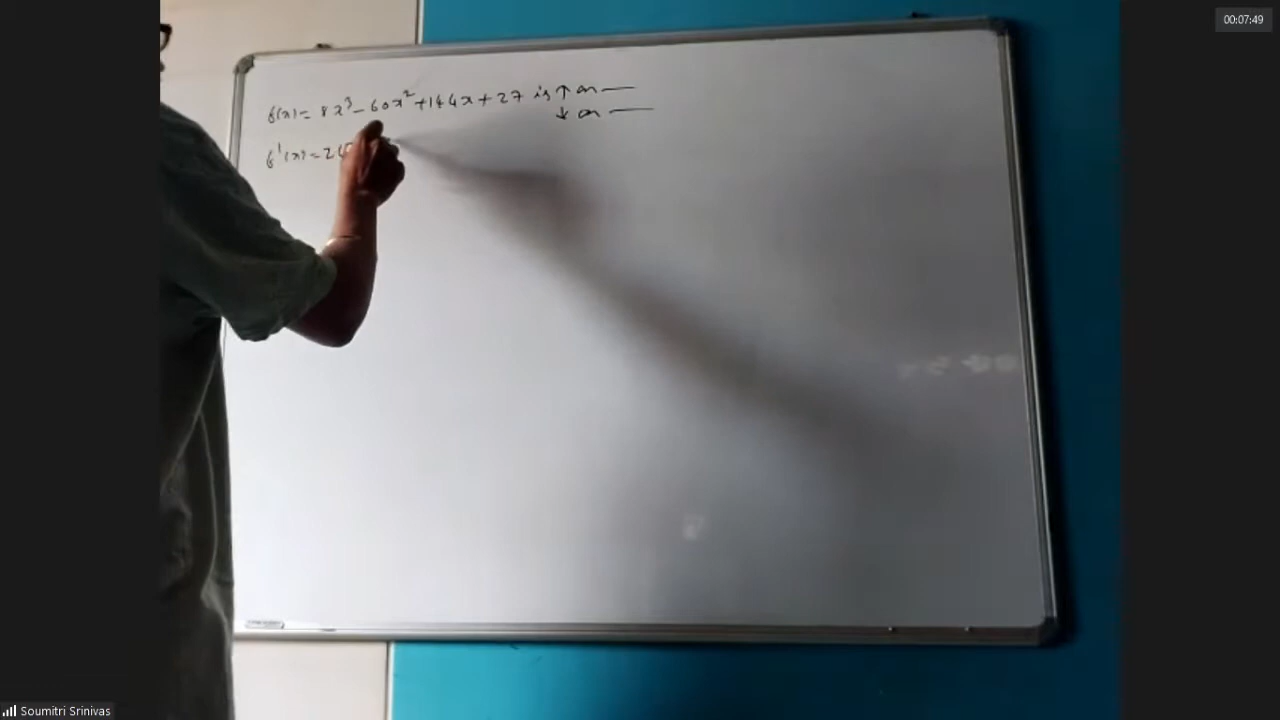 00:07:49
f(x) = 8x³ - 60x² + 144x + 27 is ↑ on —
↓ on —
f'(x) = 24
Soumitri Srinivas